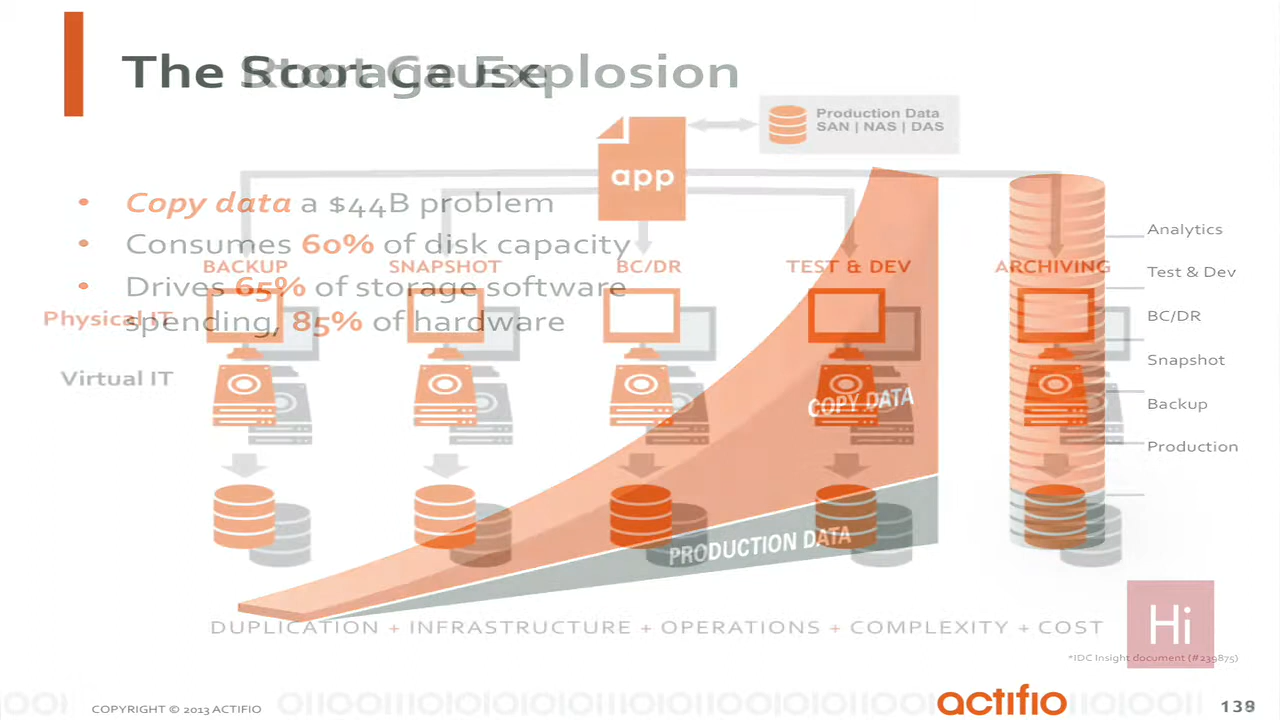 The Storage Explosion
The Root Cause
Production Data
SAN | NAS | DAS
app
• Copy data a $44B problem
• Consumes 60% of disk capacity
• Drives 65% of storage software
spending, 85% of hardware
BACKUP
SNAPSHOT
BC/DR
TEST & DEV
ARCHIVING
Physical IT
Virtual IT
Analytics
Test & Dev
BC/DR
Snapshot
Backup
Production
COPY DATA
PRODUCTION DATA
DUPLICATION + INFRASTRUCTURE + OPERATIONS + COMPLEXITY + COST
Hi
*IDC Insight document (#239875)
COPYRIGHT © 2013 ACTIFIO
actifio